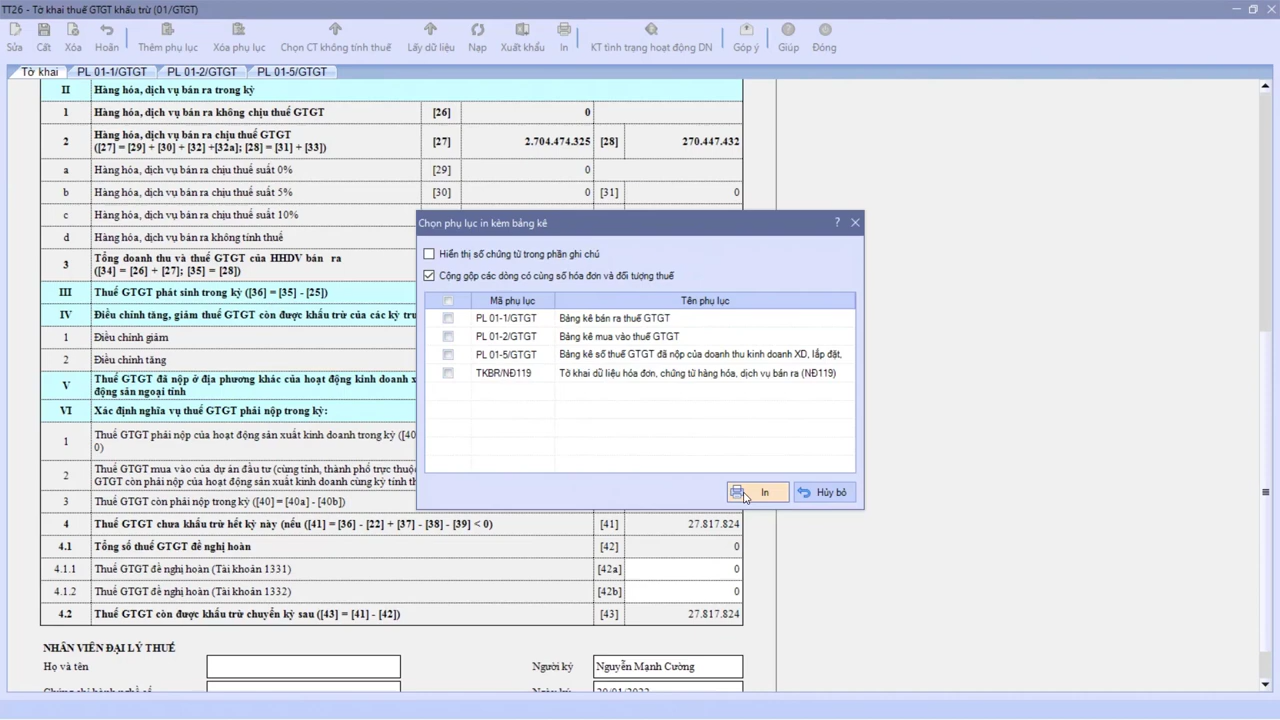 TT26 - Tờ khai thuế GTGT khấu trừ (01/GTGT)
Sửa Cất Xóa Hoãn Thêm phụ lục Xóa phụ lục Chọn CT không tính thuế Lấy dữ liệu Nạp Xuất khẩu In KT tình trạng hoạt động DN Góp ý Giúp Đóng
Tờ khai PL 01-1/GTGT PL 01-2/GTGT PL 01-5/GTGT
II Hàng hóa, dịch vụ bán ra trong kỳ
1 Hàng hóa, dịch vụ bán ra không chịu thuế GTGT [26] 0
2 Hàng hóa, dịch vụ bán ra chịu thuế GTGT
([27] = [29] + [30] + [32] +[32a]; [28] = [31] + [33]) [27] 2.704.474.325 [28] 270.447.432
a Hàng hóa, dịch vụ bán ra chịu thuế suất 0% [29] 0
b Hàng hóa, dịch vụ bán ra chịu thuế suất 5% [30] 0 [31] 0
c Hàng hóa, dịch vụ bán ra chịu thuế suất 10%
d Hàng hóa, dịch vụ bán ra không tính thuế
3 Tổng doanh thu và thuế GTGT của HHDV bán ra
([34] = [26] + [27]; [35] = [28])
III Thuế GTGT phát sinh trong kỳ ([36] = [35] - [25])
IV Điều chỉnh tăng, giảm thuế GTGT còn được khấu trừ của các kỳ
1 Điều chỉnh giảm
2 Điều chỉnh tăng
V Thuế GTGT đã nộp ở địa phương khác của hoạt động kinh doanh
động sản ngoại tỉnh
VI Xác định nghĩa vụ thuế GTGT phải nộp trong kỳ:
1 Thuế GTGT phải nộp của hoạt động sản xuất kinh doanh trong kỳ ([40
0)
2 Thuế GTGT mua vào của dự án đầu tư (cùng tỉnh, thành phố trực thuộc
GTGT còn phải nộp của hoạt động sản xuất kinh doanh cùng kỳ tính
3 Thuế GTGT còn phải nộp trong kỳ ([40] = [40a] - [40b])
4 Thuế GTGT chưa khấu trừ hết kỳ này (nếu ([41] = [36] - [22] + [37] - [38] - [39] < 0) [41] 27.817.824
4.1 Tổng số thuế GTGT đề nghị hoàn [42] 0
4.1.1 Thuế GTGT đề nghị hoàn (Tài khoản 1331) [42a] 0
4.1.2 Thuế GTGT đề nghị hoàn (Tài khoản 1332) [42b] 0
4.2 Thuế GTGT còn được khấu trừ chuyển kỳ sau ([43] = [41] - [42]) [43] 27.817.824
NHÂN VIÊN ĐẠI LÝ THUẾ
Họ và tên Người ký Nguyễn Mạnh Cường
Chọn phụ lục in kèm bảng kê ?
Hiển thị số chứng từ trong phần ghi chú
Cộng gộp các dòng có cùng số hóa đơn và đối tượng thuế
Mã phụ lục Tên phụ lục
PL 01-1/GTGT Bảng kê bán ra thuế GTGT
PL 01-2/GTGT Bảng kê mua vào thuế GTGT
PL 01-5/GTGT Bảng kê số thuế GTGT đã nộp của doanh thu kinh doanh XD, lắp đặt,
TKBR/NĐ119 Tờ khai dữ liệu hóa đơn, chứng từ hàng hóa, dịch vụ bán ra (NĐ119)
In Hủy bỏ